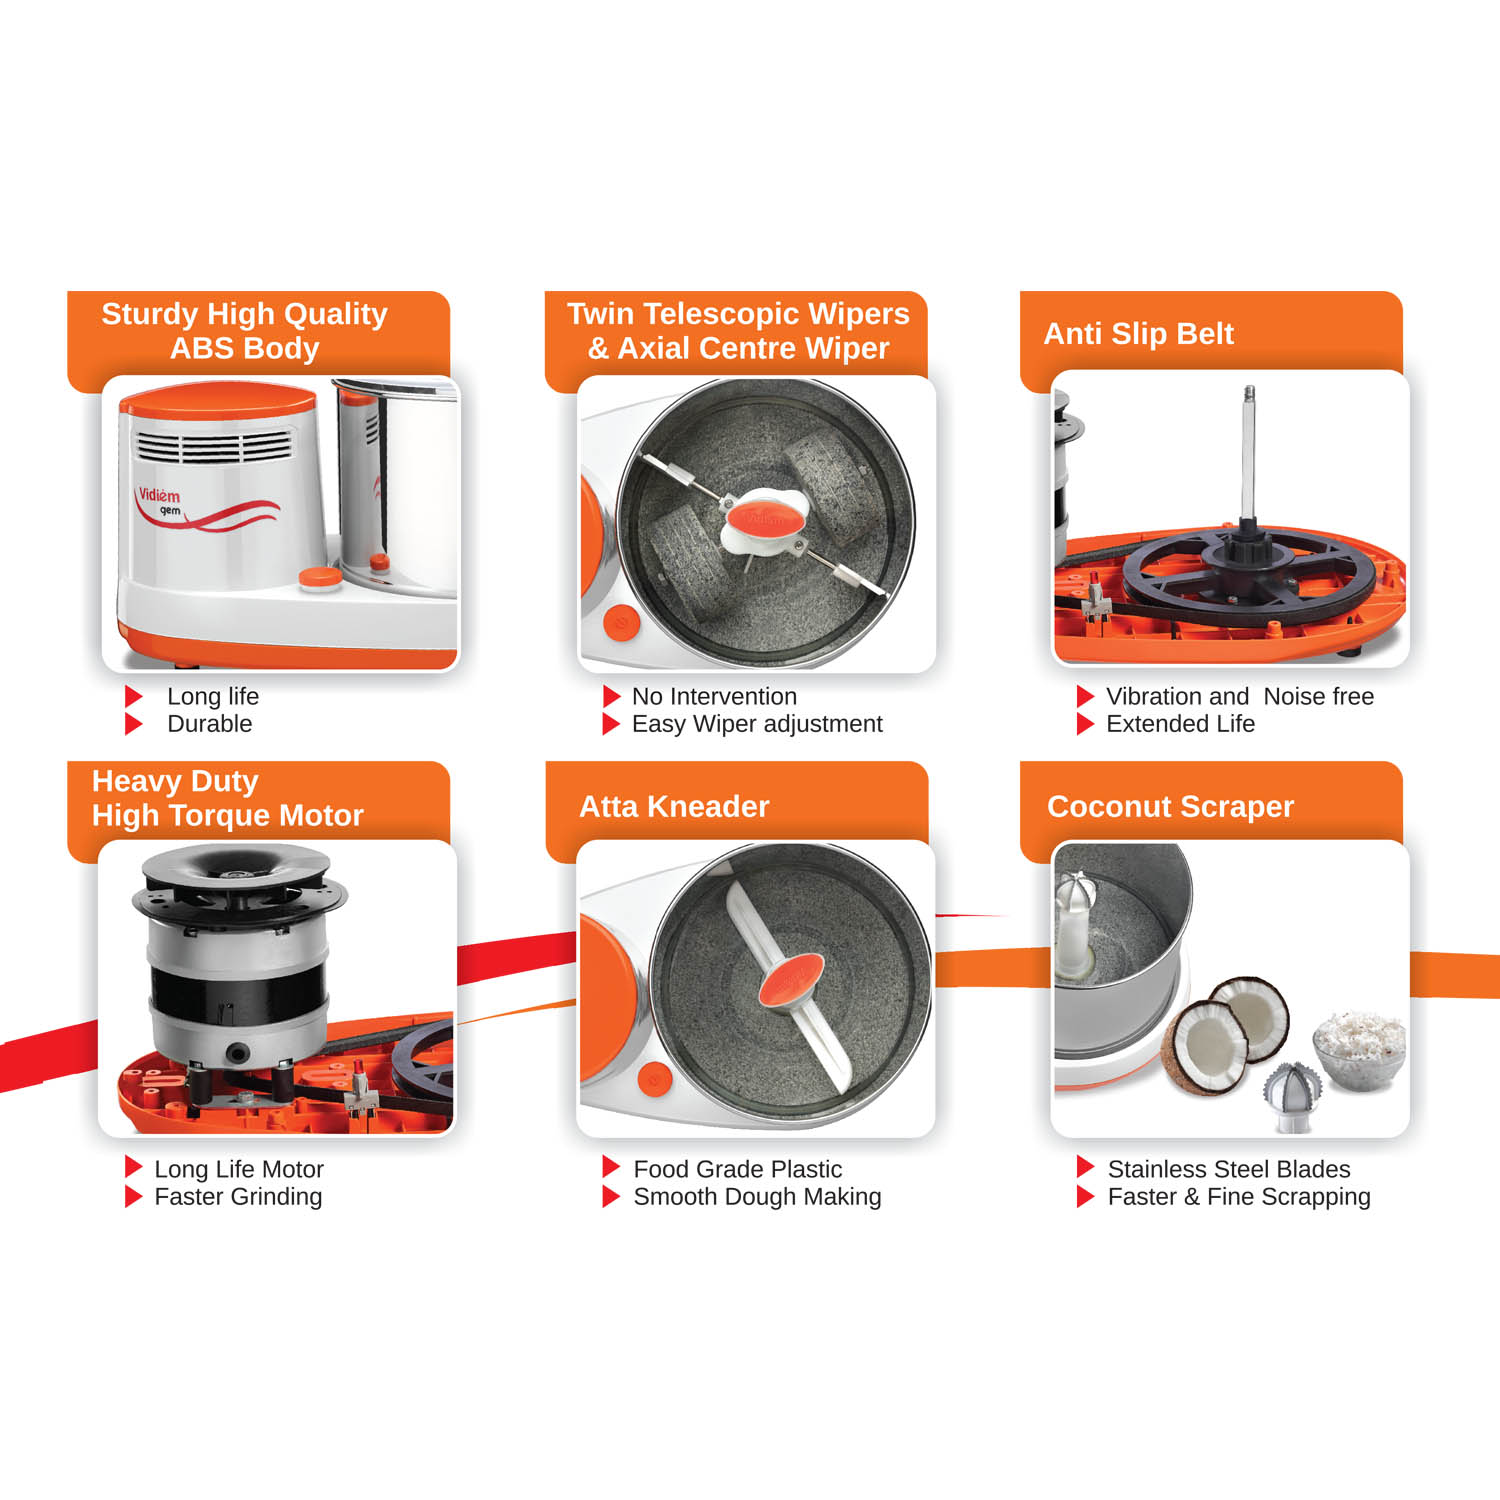 Sturdy High Quality
ABS Body
Vidiem
gem
Long life
Durable
Twin Telescopic Wipers
& Axial Centre Wiper
Vidiem
No Intervention
Easy Wiper adjustment
Anti Slip Belt
Vibration and  Noise free
Extended Life
Heavy Duty
High Torque Motor
Long Life Motor
Faster Grinding
Atta Kneader
Food Grade Plastic
Smooth Dough Making
Coconut Scraper
Stainless Steel Blades
Faster & Fine Scrapping